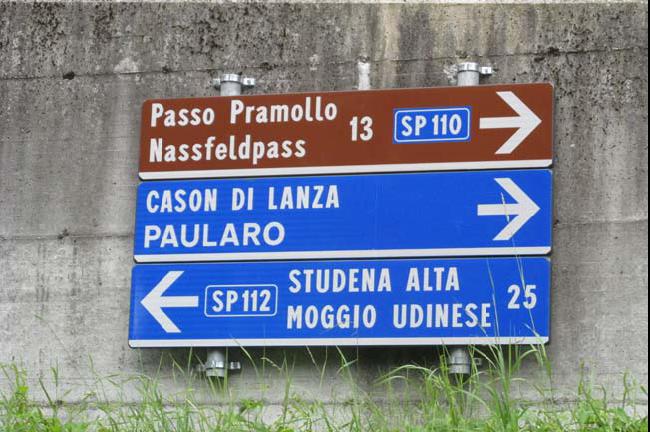 Passo Pramollo
Nassfeldpass
13
SP 110
CASON DI LANZA
PAULARO
SP 112
STUDENA ALTA
MOGGIO UDINESE
25